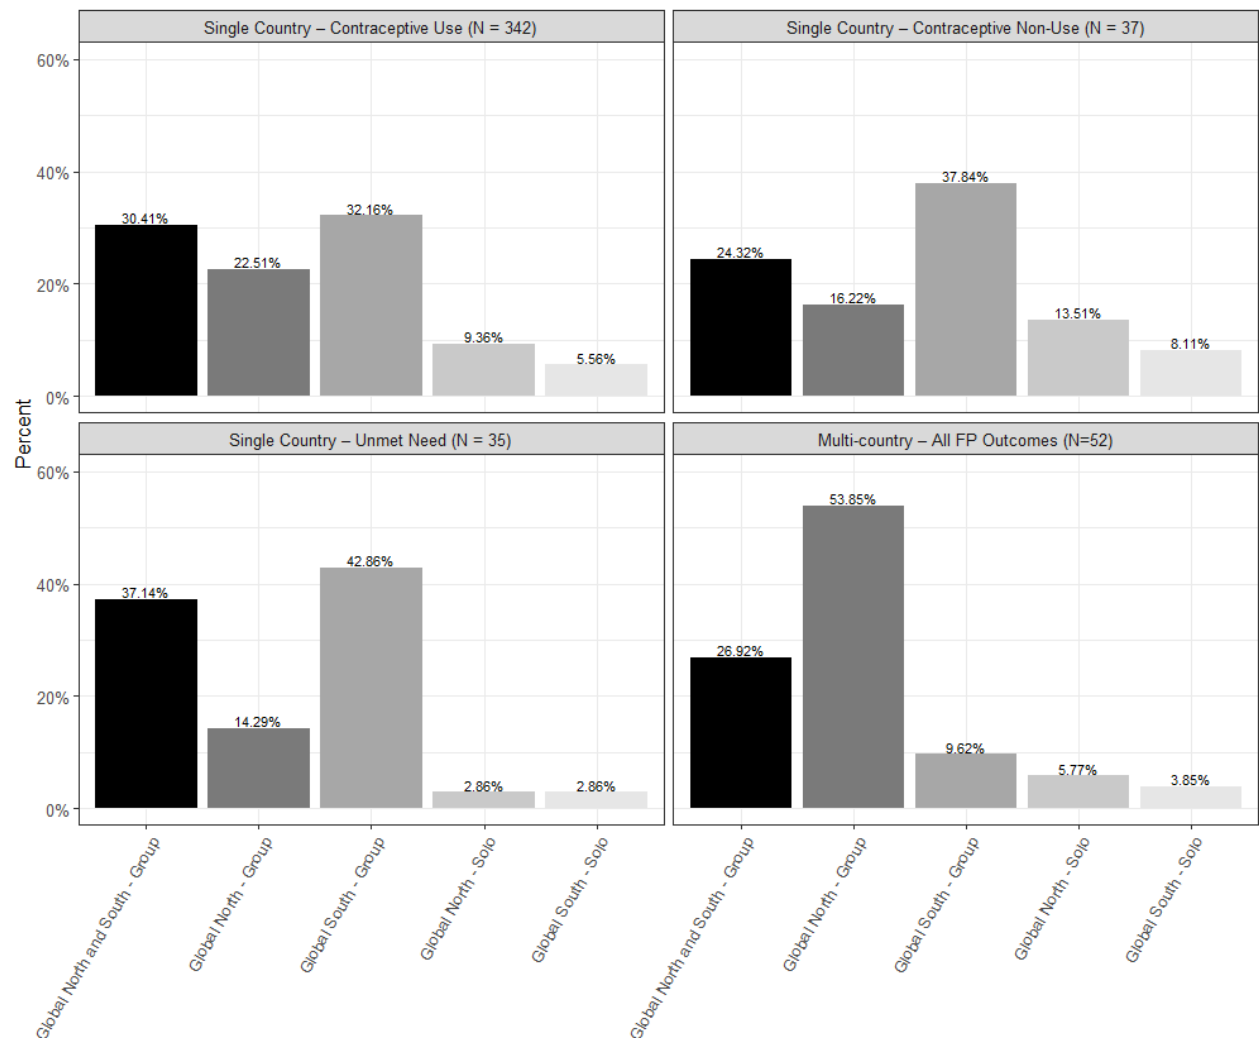 Single Country – Contraceptive Use (N = 342)
Single Country – Contraceptive Non-Use (N = 37)
60%
40%
20%
0%
30.41%
22.51%
32.16%
9.36%
5.56%
24.32%
16.22%
37.84%
13.51%
8.11%
Percent
Single Country – Unmet Need (N = 35)
Multi-country – All FP Outcomes (N=52)
60%
40%
20%
0%
37.14%
14.29%
42.86%
2.86%
2.86%
26.92%
53.85%
9.62%
5.77%
3.85%
Global North and South - Group
Global North - Group
Global South - Group
Global North - Solo
Global South - Solo
Global North and South - Group
Global North - Group
Global South - Group
Global North - Solo
Global South - Solo